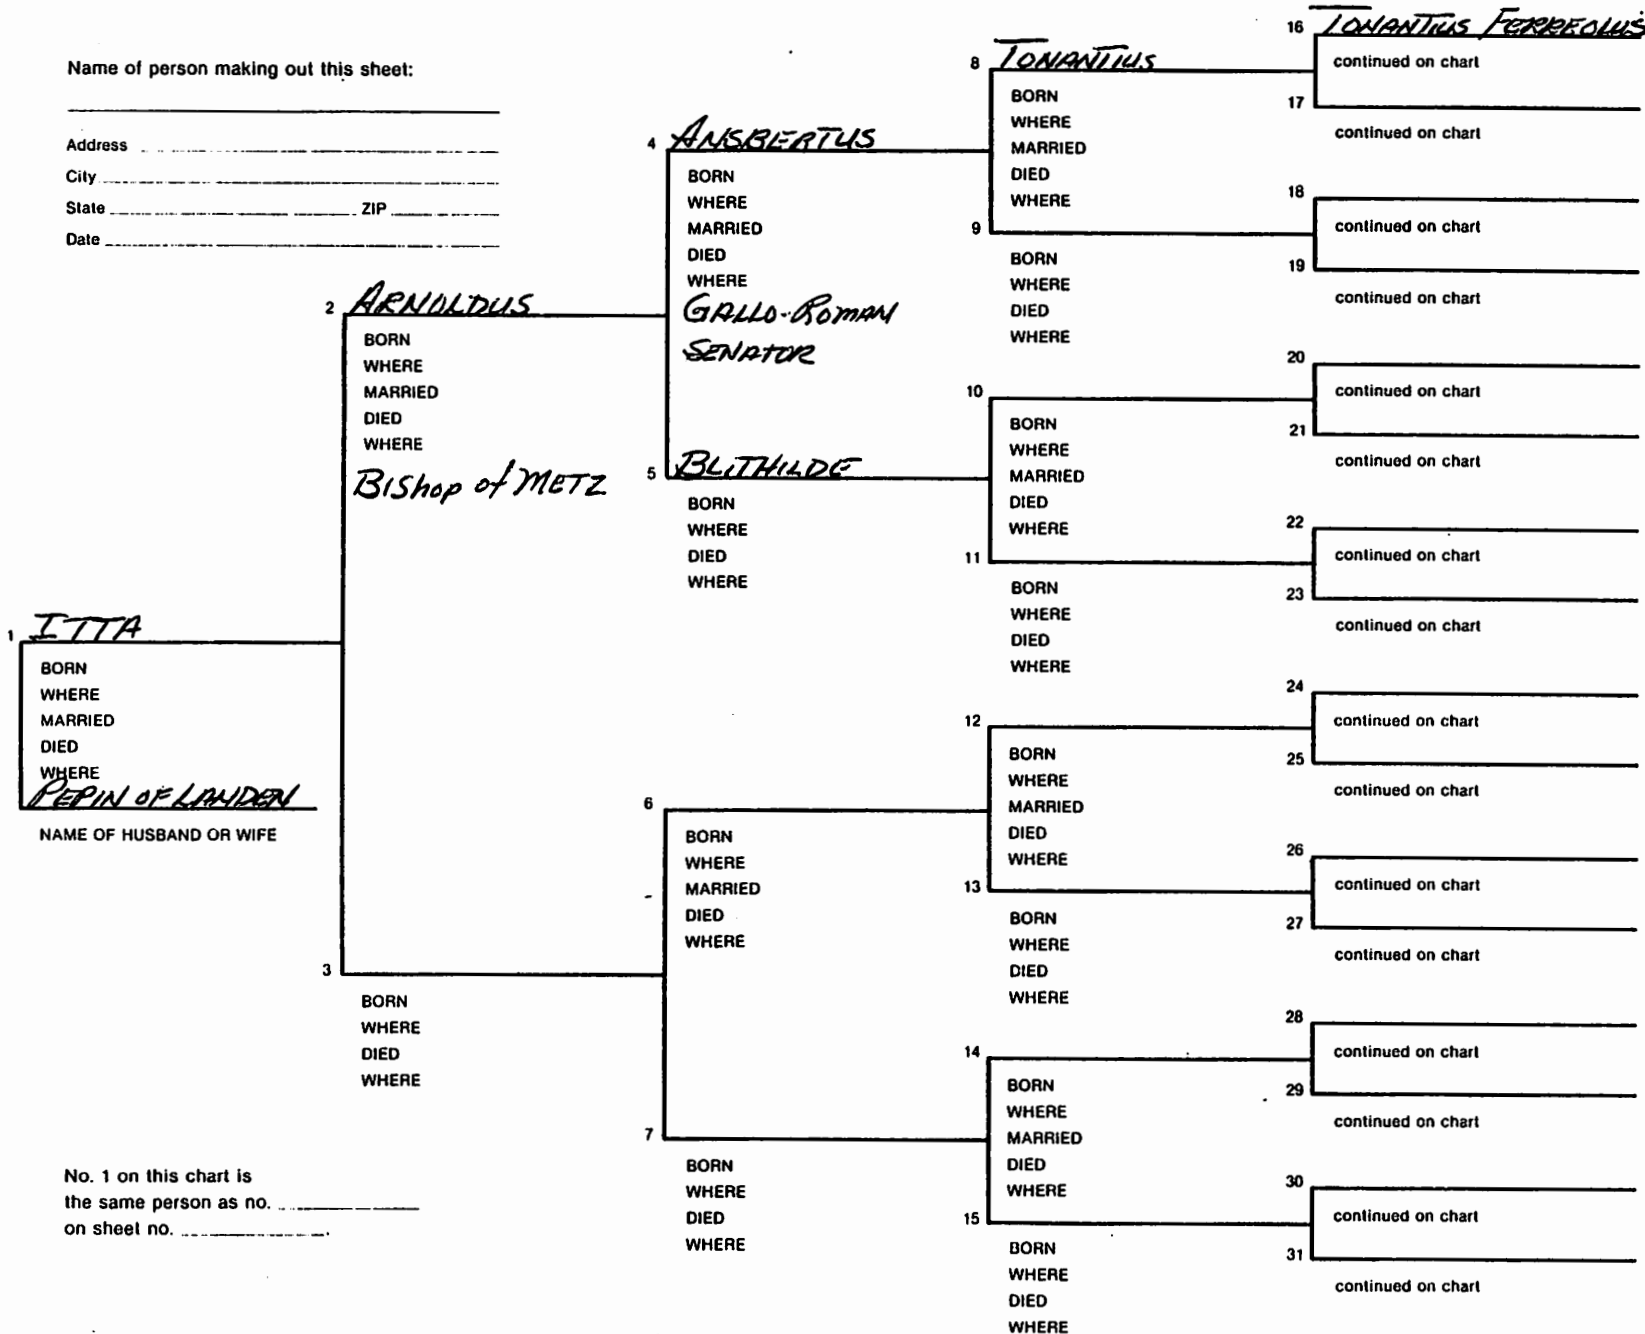 Name of person making out this sheet:
Address
City
State ZIP
Date
1 ITTA
BORN
WHERE
MARRIED
DIED
WHERE
PEPIN OF LANDEN
NAME OF HUSBAND OR WIFE
No. 1 on this chart is
the same person as no.
on sheet no.
2 ARNOLDUS
BORN
WHERE
MARRIED
DIED
WHERE
BIShop of METZ
3
BORN
WHERE
DIED
WHERE
4 ANSBERTUS
BORN
WHERE
MARRIED
DIED
WHERE
GALLO-ROMAN
SENATOR
5 BLITHILDE
BORN
WHERE
DIED
WHERE
6
BORN
WHERE
MARRIED
DIED
WHERE
7
BORN
WHERE
DIED
WHERE
8 TONANTIUS
BORN
WHERE
MARRIED
DIED
WHERE
9
BORN
WHERE
DIED
WHERE
10
BORN
WHERE
MARRIED
DIED
WHERE
11
BORN
WHERE
DIED
WHERE
12
BORN
WHERE
MARRIED
DIED
WHERE
13
BORN
WHERE
DIED
WHERE
14
BORN
WHERE
MARRIED
DIED
WHERE
15
BORN
WHERE
DIED
WHERE
16 TONANTIUS FERREOLUS
continued on chart
17
continued on chart
18
continued on chart
19
continued on chart
20
continued on chart
21
continued on chart
22
continued on chart
23
continued on chart
24
continued on chart
25
continued on chart
26
continued on chart
27
continued on chart
28
continued on chart
29
continued on chart
30
continued on chart
31
continued on chart